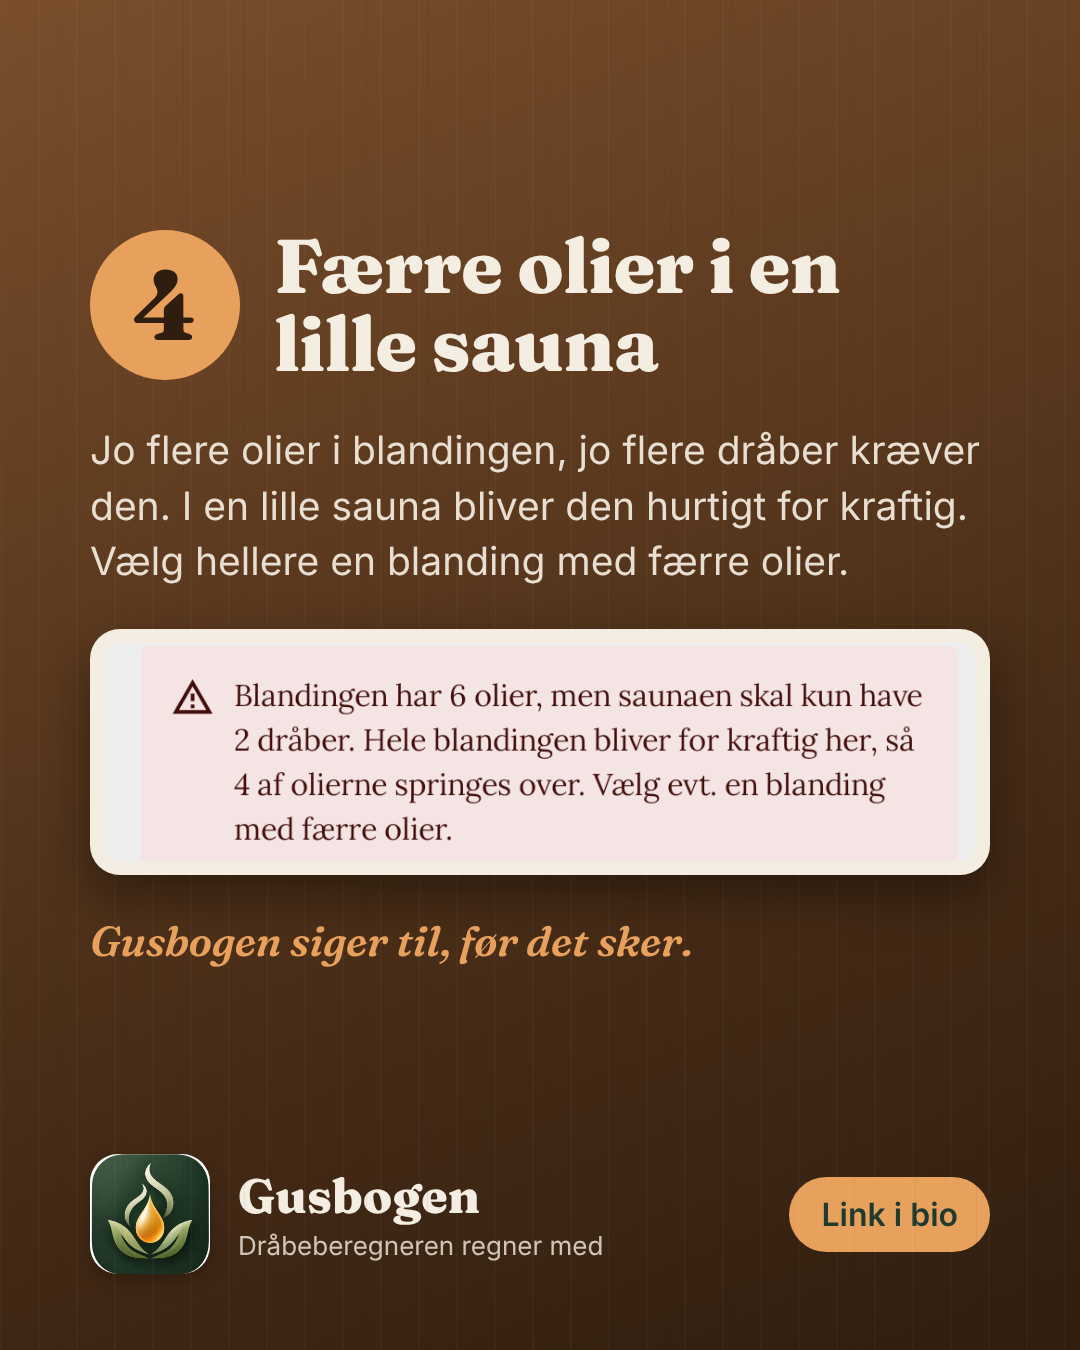 4
Færre olier i en
lille sauna
Jo flere olier i blandingen, jo flere dråber kræver
den. I en lille sauna bliver den hurtigt for kraftig.
Vælg hellere en blanding med færre olier.
Blandingen har 6 olier, men saunaen skal kun have
2 dråber. Hele blandingen bliver for kraftig her, så
4 af olierne springes over. Vælg evt. en blanding
med færre olier.
Gusbogen siger til, før det sker.
Gusbogen
Dråbeberegneren regner med
Link i bio